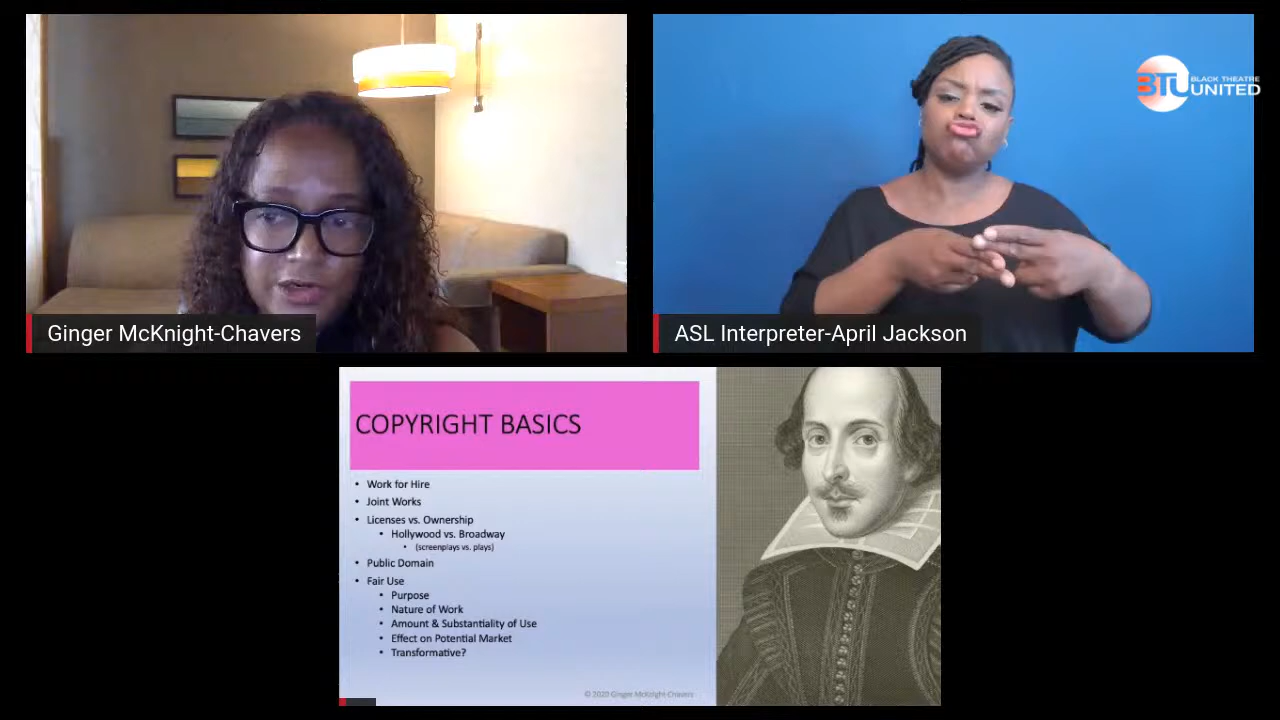 BTU BLACK THEATRE
UNITED
Ginger McKnight-Chavers
ASL Interpreter-April Jackson
COPYRIGHT BASICS
• Work for Hire
• Joint Works
• Licenses vs. Ownership
• Hollywood vs. Broadway
• (screenplays vs. plays)
• Public Domain
• Fair Use
• Purpose
• Nature of Work
• Amount & Substantiality of Use
• Effect on Potential Market
• Transformative?
© 2020 Ginger McKnight-Chavers